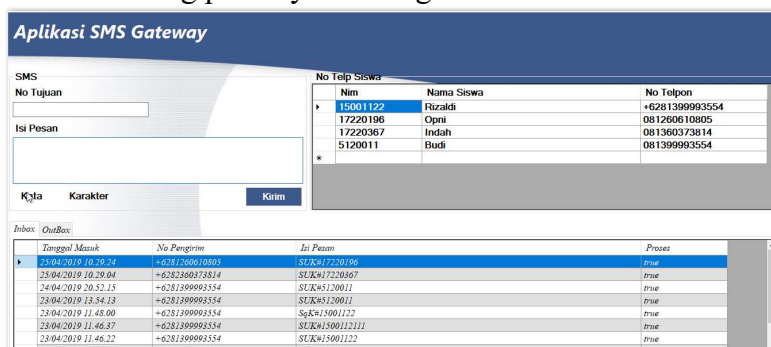 Aplikasi SMS Gateway
SMS
No Tujuan
Isi Pesan
Kata Karakter Kirim
No Telp Siswa
Nim Nama Siswa No Telpon
15001122 Rizaldi +6281399993554
17220196 Opni 081260610805
17220367 Indah 081360373814
5120011 Budi 081399993554
Inbox OutBox
Tanggal Masuk No Pengirim Isi Pesan Proses
25/04/2019 10.29.24 +6281260610805 SUK#17220196 true
25/04/2019 10.29.04 +6282360373814 SUK#17220367 true
24/04/2019 20.52.15 +6281399993554 SUK#5120011 true
23/04/2019 13.54.13 +6281399993554 SUK#5120011 true
23/04/2019 11.48.00 +6281399993554 SqK#15001122 true
23/04/2019 11.46.37 +6281399993554 SUK#1500112111 true
23/04/2019 11.46.22 +6281399993554 SUK#15001122 true